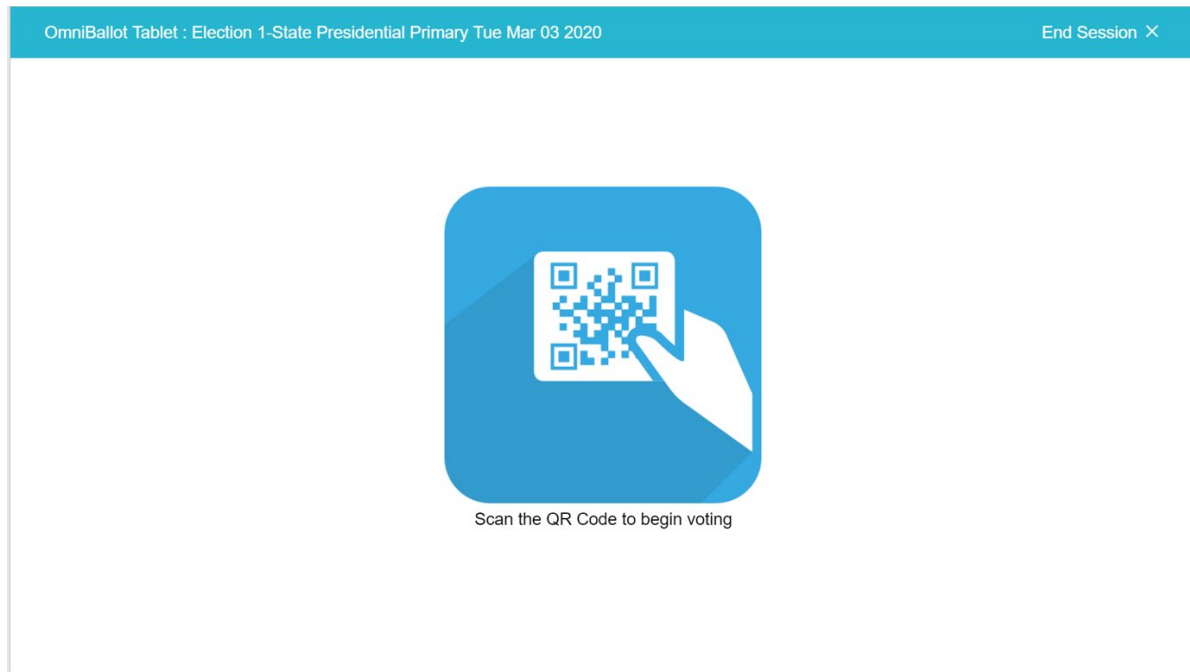 OmniBallot Tablet : Election 1-State Presidential Primary Tue Mar 03 2020
End Session ×
Scan the QR Code to begin voting